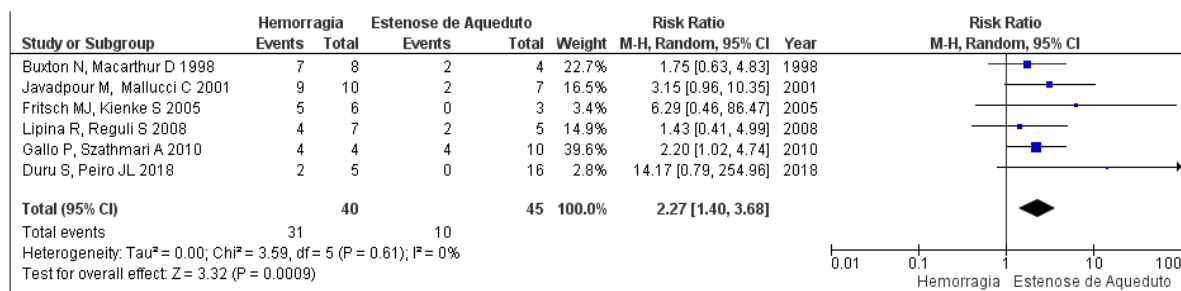 Hemorragia Estenose de Aqueduto Risk Ratio Risk Ratio
Study or Subgroup Events Total Events Total Weight M-H, Random, 95% CI Year M-H, Random, 95% CI
Buxton N, Macarthur D 1998 7 8 2 4 22.7% 1.75 [0.63, 4.83] 1998
Javadpour M, Mallucci C 2001 9 10 2 7 16.5% 3.15 [0.96, 10.35] 2001
Fritsch MJ, Kienke S 2005 5 6 0 3 3.4% 6.29 [0.46, 86.47] 2005
Lipina R, Reguli S 2008 4 7 2 5 14.9% 1.43 [0.41, 4.99] 2008
Gallo P, Szathmari A 2010 4 4 4 10 39.6% 2.20 [1.02, 4.74] 2010
Duru S, Peiro JL 2018 2 5 0 16 2.8% 14.17 [0.79, 254.96] 2018
Total (95% CI) 40 45 100.0% 2.27 [1.40, 3.68]
Total events 31 10
Heterogeneity: Tau² = 0.00; Chi² = 3.59, df = 5 (P = 0.61); I² = 0%
Test for overall effect: Z = 3.32 (P = 0.0009)
0.01 0.1 1 10 100
Hemorragia Estenose de Aqueduto